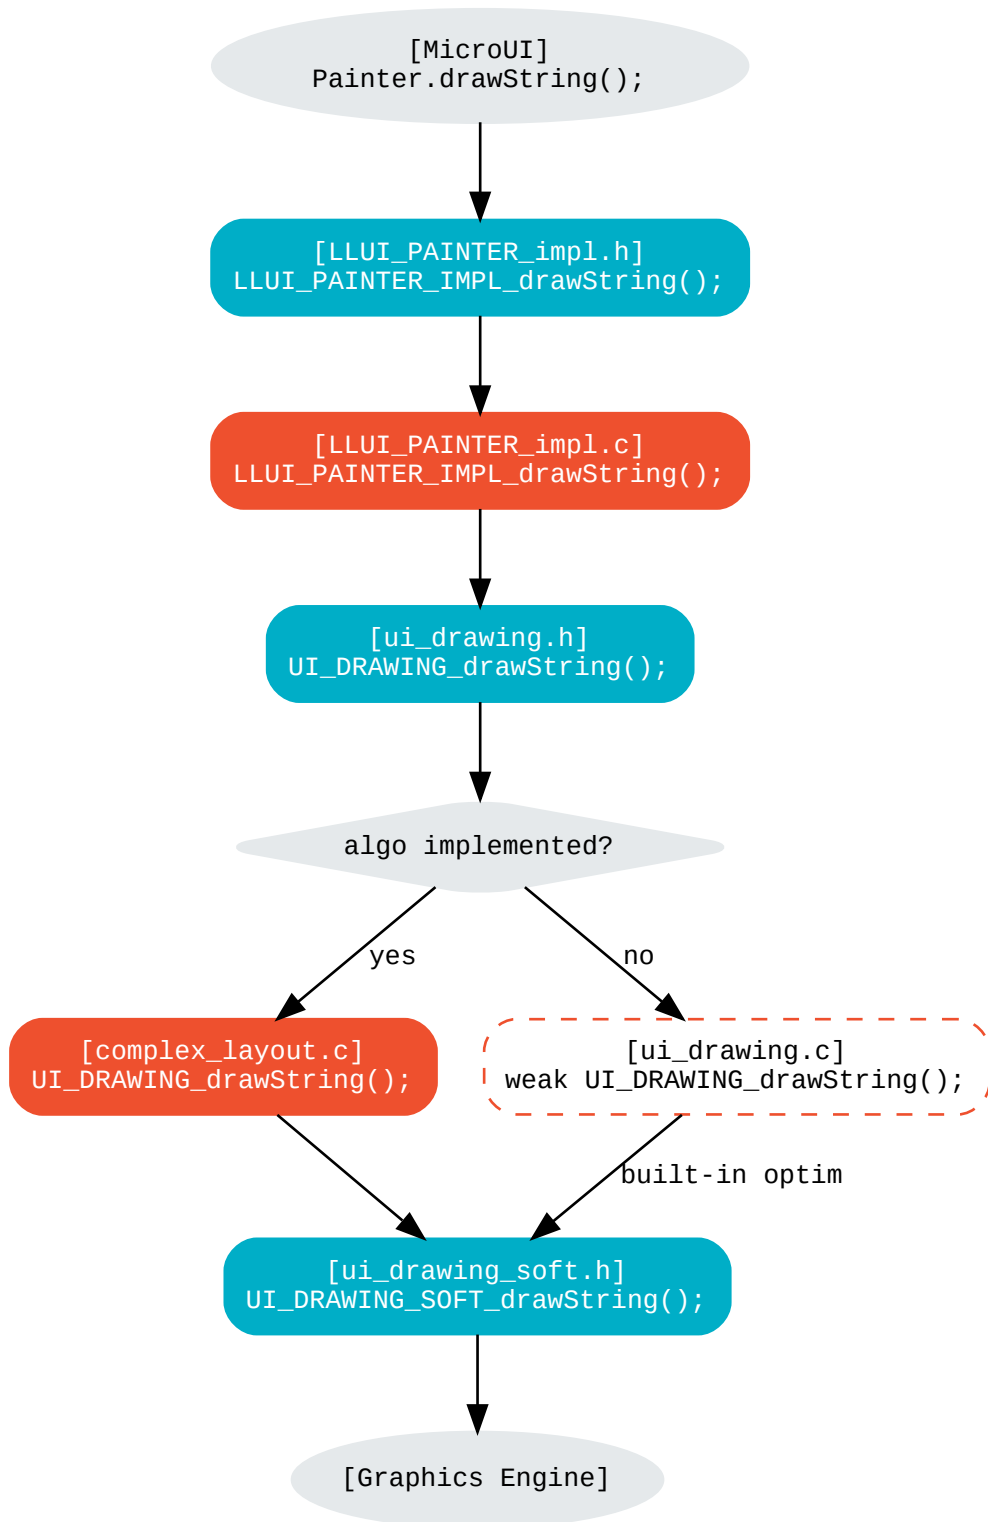 [MicroUI]
Painter.drawString();
[LLUI_PAINTER_impl.h]
LLUI_PAINTER_IMPL_drawString();
[LLUI_PAINTER_impl.c]
LLUI_PAINTER_IMPL_drawString();
[ui_drawing.h]
UI_DRAWING_drawString();
algo implemented?
yes
no
[complex_layout.c]
UI_DRAWING_drawString();
[ui_drawing.c]
weak UI_DRAWING_drawString();
built-in optim
[ui_drawing_soft.h]
UI_DRAWING_SOFT_drawString();
[Graphics Engine]